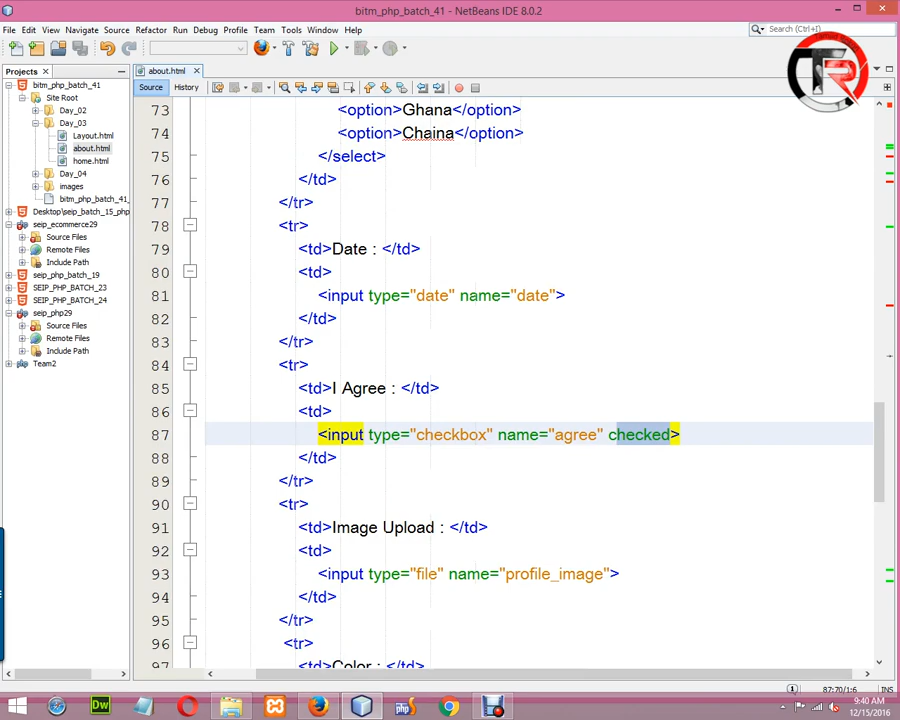 bitm_php_batch_41 - NetBeans IDE 8.0.2
File Edit View Navigate Source Refactor Run Debug Profile Team Tools Window Help
Search (Ctrl+I)
Projects
about.html
Source History
bitm_php_batch_41
Site Root
Day_02
Day_03
Layout.html
about.html
home.html
Day_04
images
bitm_php_batch_41_
Desktop\seip_batch_15_php
seip_ecommerce29
Source Files
Remote Files
Include Path
seip_php_batch_19
SEIP_PHP_BATCH_23
SEIP_PHP_BATCH_24
seip_php29
Source Files
Remote Files
Include Path
Team2
73 <option>Ghana</option>
74 <option>Chaina</option>
75 </select>
76 </td>
77 </tr>
78 <tr>
79 <td>Date : </td>
80 <td>
81 <input type="date" name="date">
82 </td>
83 </tr>
84 <tr>
85 <td>I Agree : </td>
86 <td>
87 <input type="checkbox" name="agree" checked>
88 </td>
89 </tr>
90 <tr>
91 <td>Image Upload : </td>
92 <td>
93 <input type="file" name="profile_image">
94 </td>
95 </tr>
96 <tr>
97 <td>Color : </td>
1 87:70/1:6 INS
Dw
php
9:40 AM
12/15/2016